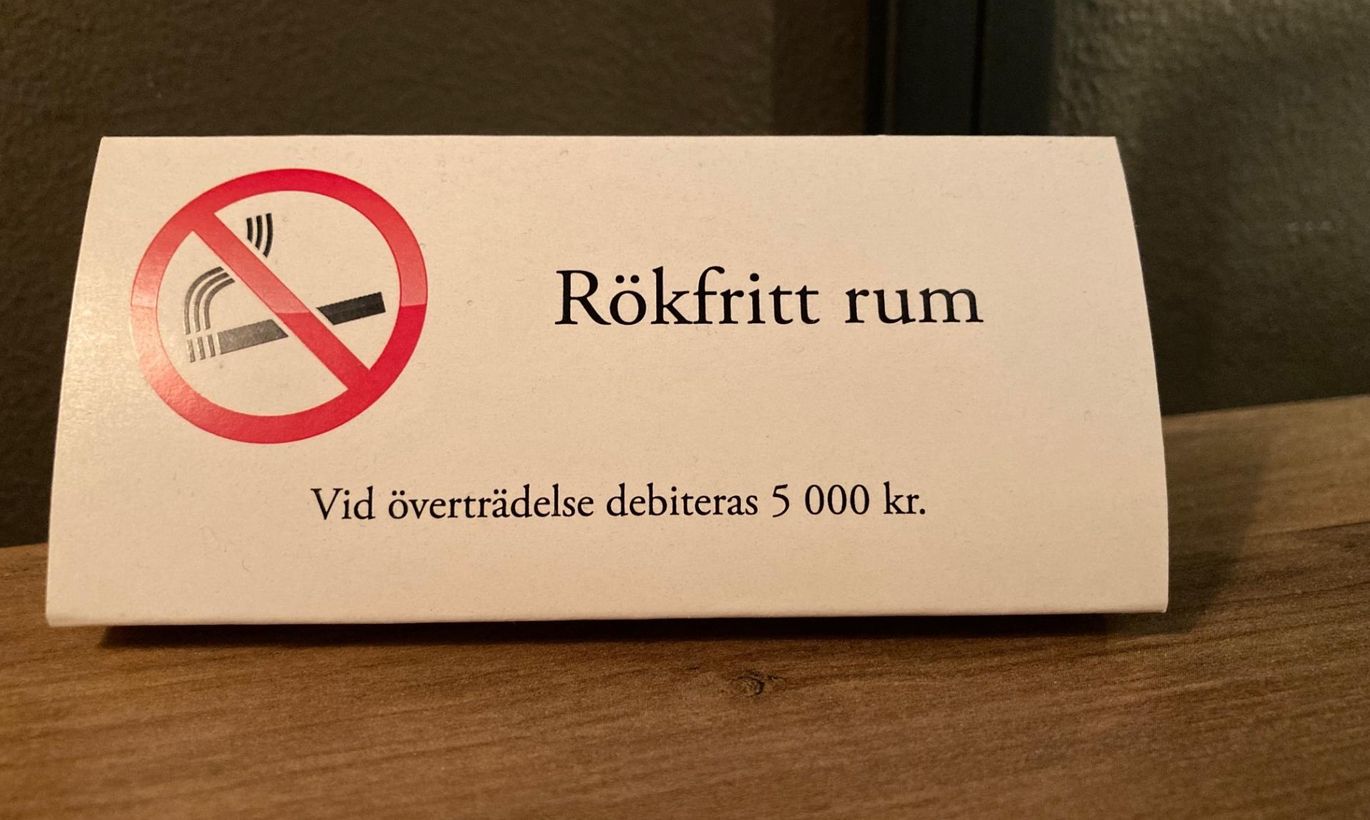 Rökfritt rum
Vid överträdelse debiteras 5 000 kr.